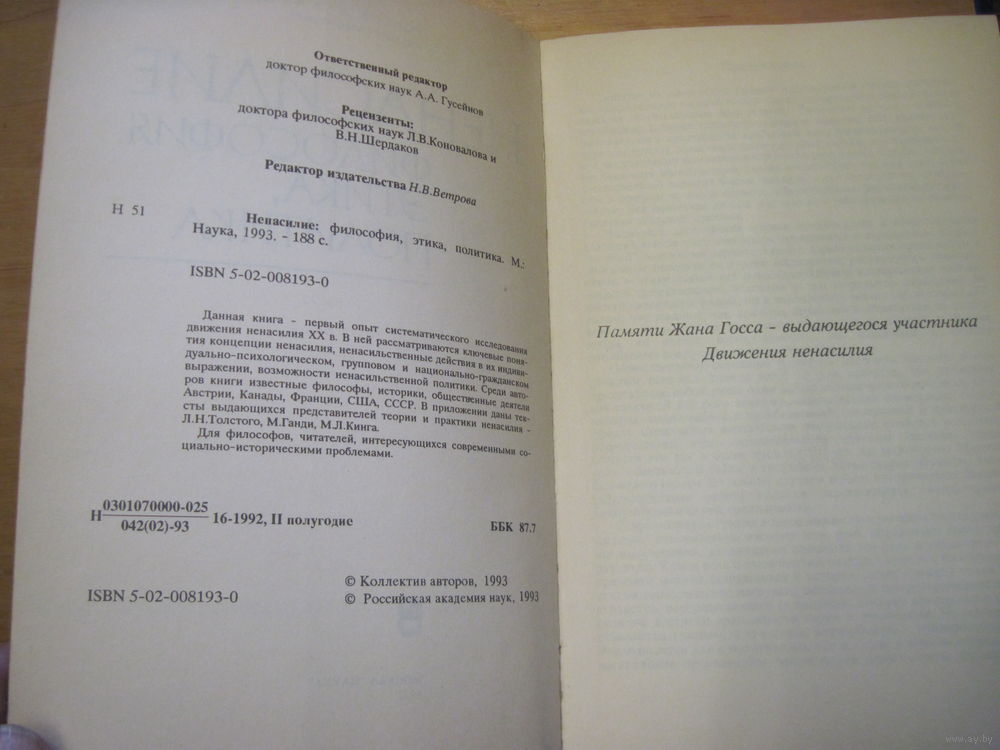 Ответственный редактор
доктор философских наук А.А. Гусейнов
Рецензенты:
доктора философских наук Л.В.Коновалова и
В.Н.Шердаков
Редактор издательства Н.В.Ветрова
Н 51
Ненасилие: философия, этика, политика. М.:
Наука, 1993. - 188 с.
ISBN 5-02-008193-0
Данная книга - первый опыт систематического исследования
движения ненасилия XX в. В ней рассматриваются ключевые поня-
тия концепции ненасилия, ненасильственные действия в их индиви-
дуально-психологическом, групповом и национально-гражданском
выражении, возможности ненасильственной политики. Среди авто-
ров книги известные философы, историки, общественные деятели
Австрии, Канады, Франции, США, СССР. В приложении даны тек-
сты выдающихся представителей теории и практики ненасилия -
Л.Н.Толстого, М.Ганди, М.Л.Кинга.
Для философов, читателей, интересующихся современными со-
циально-историческими проблемами.
Н 0301070000-025
042(02)-93 16-1992, II полугодие
ББК 87.7
ISBN 5-02-008193-0
© Коллектив авторов, 1993
© Российская академия наук, 1993
Памяти Жана Госса - выдающегося участника
Движения ненасилия
www.ay.by